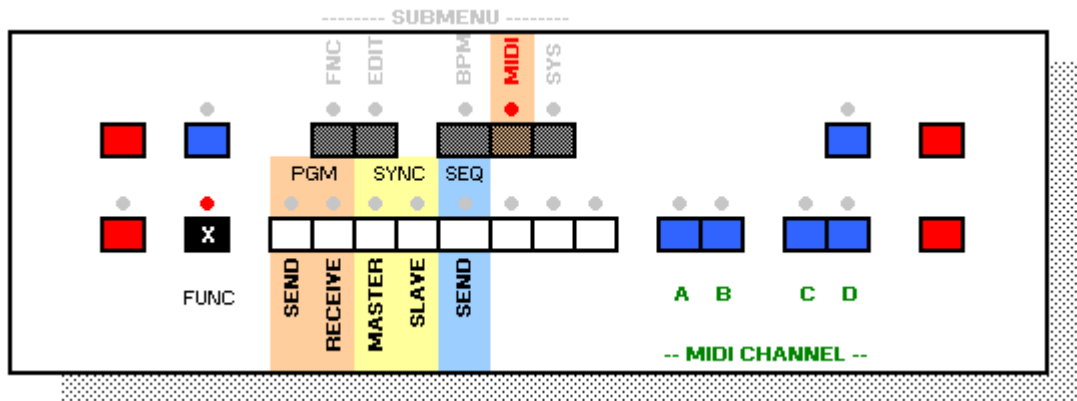 -------- SUBMENU --------
FNC EDIT BPM MIDI SYS
PGM SYNC SEQ
X
FUNC SEND RECEIVE MASTER SLAVE SEND A B C D
-- MIDI CHANNEL --